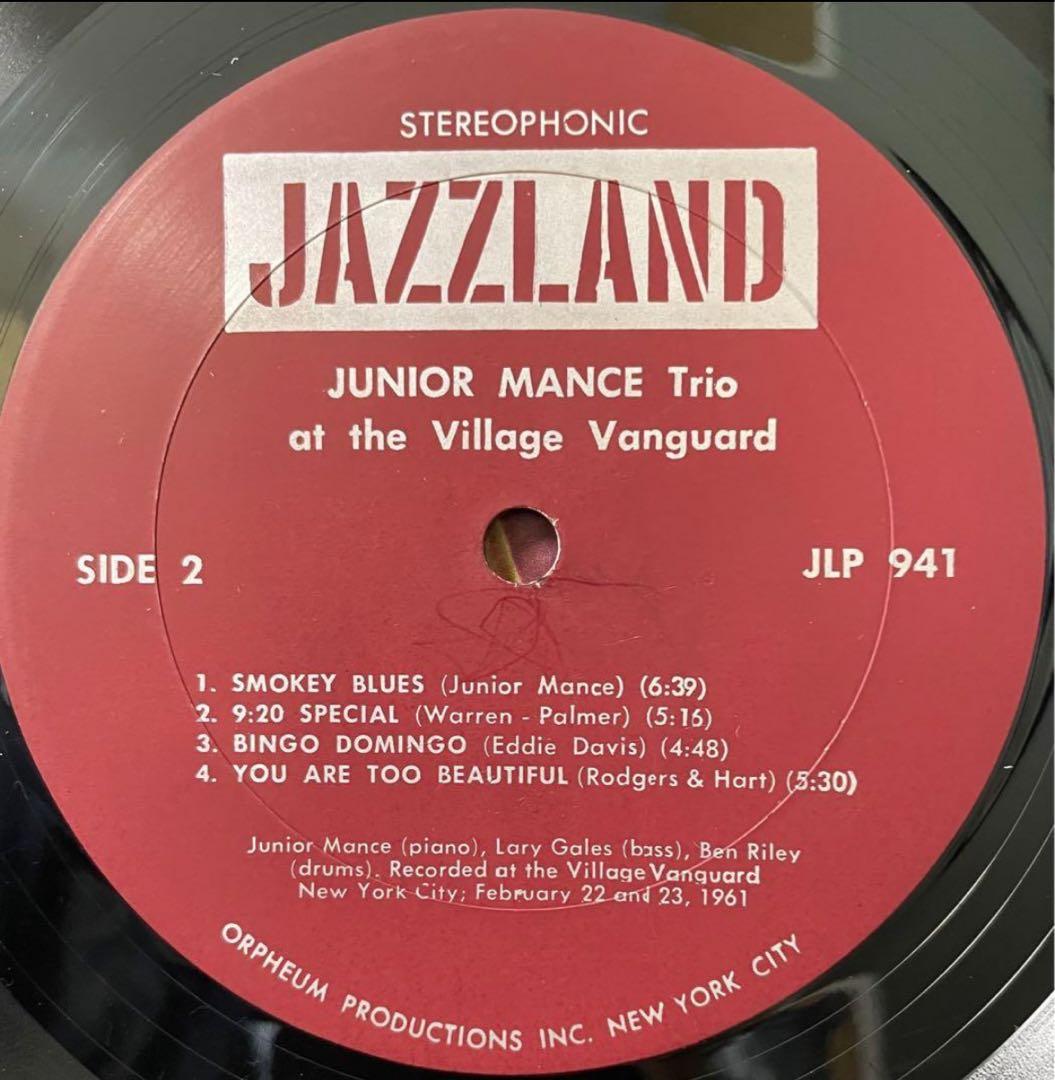 STEREOPHONIC
JAZZLAND
JUNIOR MANCE Trio
at the Village Vanguard
SIDE 2
JLP 941
1. SMOKEY BLUES (Junior Mance) (6:39)
2. 9:20 SPECIAL (Warren - Palmer) (5:16)
3. BINGO DOMINGO (Eddie Davis) (4:48)
4. YOU ARE TOO BEAUTIFUL (Rodgers & Hart) (5:30)
Junior Mance (piano), Lary Gales (bass), Ben Riley
(drums). Recorded at the Village Vanguard
New York City; February 22 and 23, 1961
ORPHEUM PRODUCTIONS INC. NEW YORK CITY